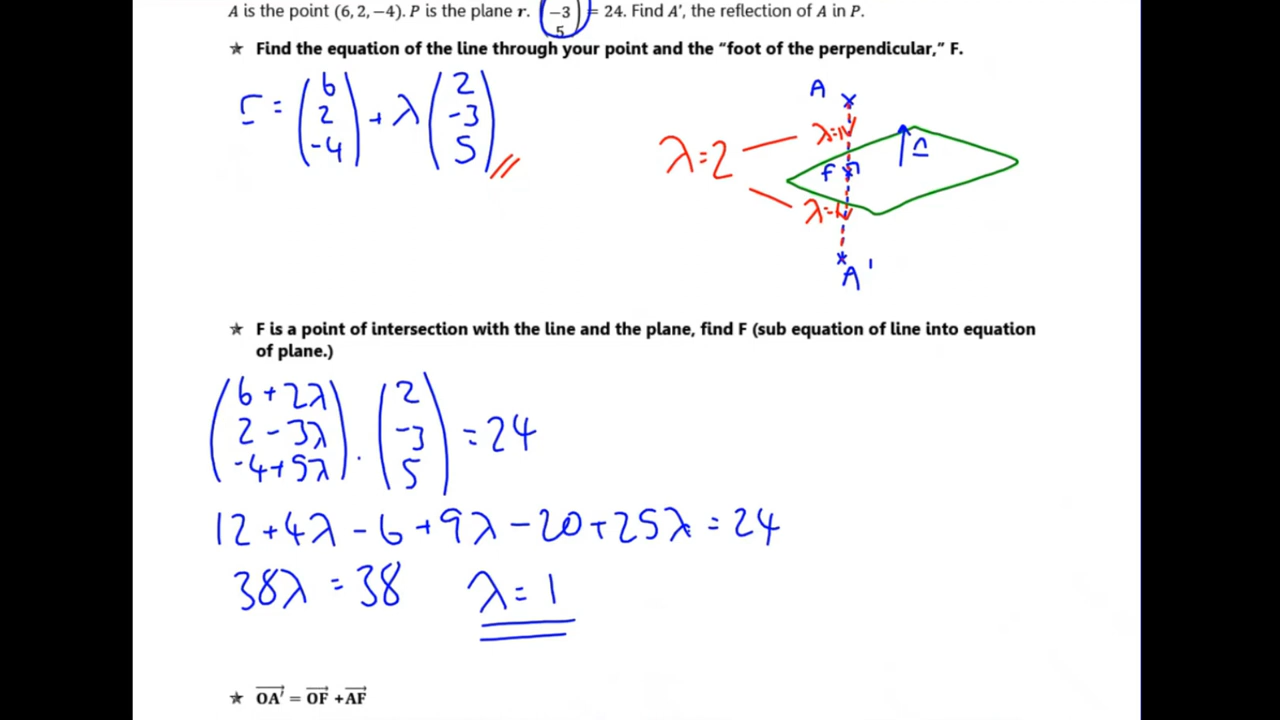 A is the point (6, 2, −4). P is the plane r. (−3 5) = 24. Find A′, the reflection of A in P.
★ Find the equation of the line through your point and the “foot of the perpendicular,” F.
r = (6 2 -4) + λ (2 -3 5)
A
λ=1
λ=2
F
n
λ=1
A'
★ F is a point of intersection with the line and the plane, find F (sub equation of line into equation
of plane.)
(6 + 2λ 2 - 3λ -4+5λ) . (2 -3 5) = 24
12 + 4λ - 6 + 9λ - 20 + 25λ = 24
38λ = 38 λ = 1
★ OA′ = OF + AF